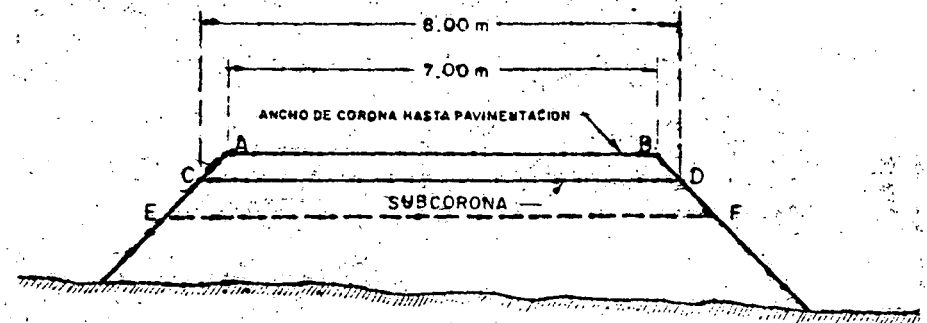 8.00 m
7.00 m
ANCHO DE CORONA HASTA PAVIMENTACION
A
B
C
D
SUBCORONA
E
F